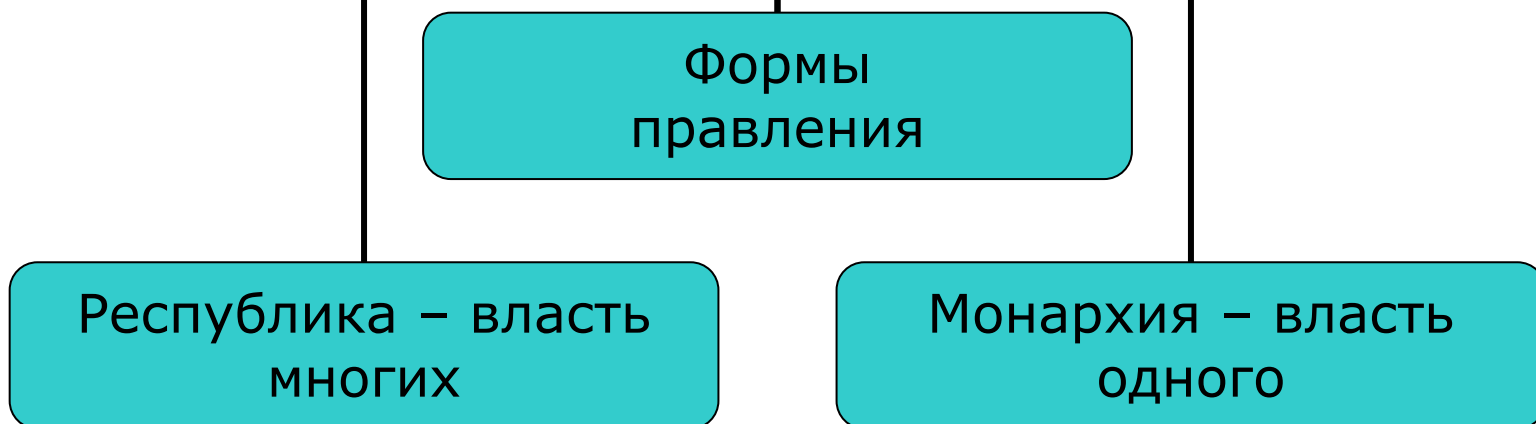 Формы
правления
Республика – власть
многих
Монархия – власть
одного